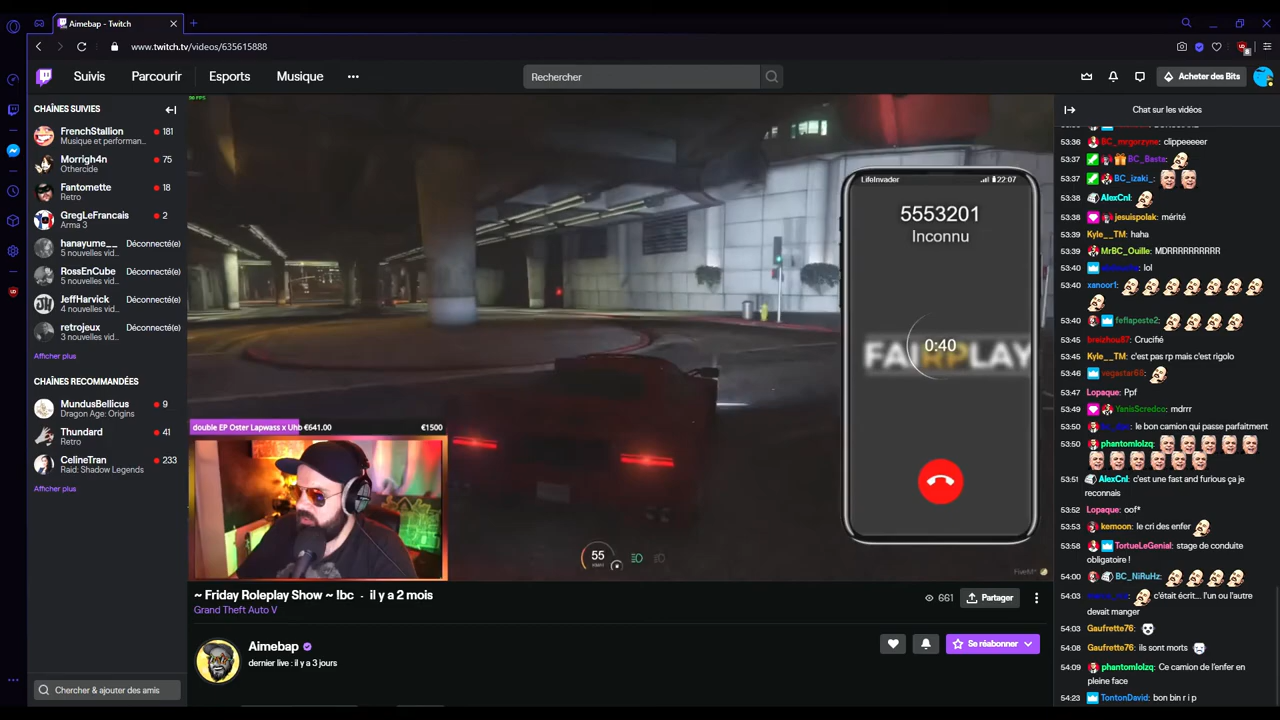 Aimebap - Twitch
www.twitch.tv/videos/635615888
Suivis
Parcourir
Esports
Musique
Rechercher
Acheter des Bits
CHAÎNES SUIVIES
FrenchStallion
181
Musique et performan...
Morrigh4n
75
Othercide
Fantomette
18
Retro
GregLeFrancais
2
Arma 3
hanayume__
Déconnecté(e)
5 nouvelles vid...
RossEnCube
Déconnecté(e)
5 nouvelles vid...
JeffHarvick
Déconnecté(e)
4 nouvelles vid...
retrojeux
Déconnecté(e)
3 nouvelles vid...
Afficher plus
CHAÎNES RECOMMANDÉES
MundusBellicus
9
Dragon Age: Origins
Thundard
41
Retro
CelineTran
233
Raid: Shadow Legends
Afficher plus
Chercher & ajouter des amis
LifeInvader
22:07
5553201
Inconnu
0:40
FAIRPLAY
double EP Oster Lapwass x Uhb €641.00
€1500
55
~ Friday Roleplay Show ~ !bc - il y a 2 mois
Grand Theft Auto V
661
Partager
Aimebap
dernier live : il y a 3 jours
Se réabonner
Chat sur les vidéos
53:36 BC_mrgorzyne: clippeeeeer
53:37 BC_Basta:
53:37 BC_izaki_:
53:38 AlexCnl:
53:38 jesuispolak: mérité
53:39 Kyle__TM: haha
53:39 MrBC_Ouille: MDRRRRRRRRRR
53:40 lol
53:40 xanoor1:
53:40 feflapeste2:
53:45 breizhou87: Crucifié
53:45 Kyle__TM: c'est pas rp mais c'est rigolo
53:46 vegastar68:
53:47 Lopaque: Ppf
53:49 YanisScredco: mdrrr
53:50 le bon camion qui passe parfaitment
53:50 phantomlolzq:
53:51 AlexCnl: c'est une fast and furious ça je
reconnais
53:52 Lopaque: oof*
53:53 kemoon: le cri des enfer
53:58 TortueLeGenial: stage de conduite
obligatoire !
54:00 BC_NiRuHz:
54:03 c'était écrit... l'un ou l'autre
devait manger
54:03 Gaufrette76:
54:08 Gaufrette76: ils sont morts
54:09 phantomlolzq: Ce camion de l'enfer en
pleine face
54:23 TontonDavid: bon bin r i p